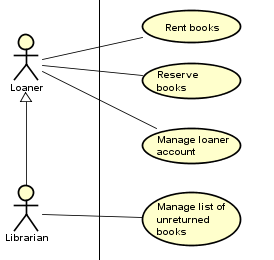 Rent books
Reserve
books
Loaner
Manage loaner
account
Manage list of
unreturned
books
Librarian